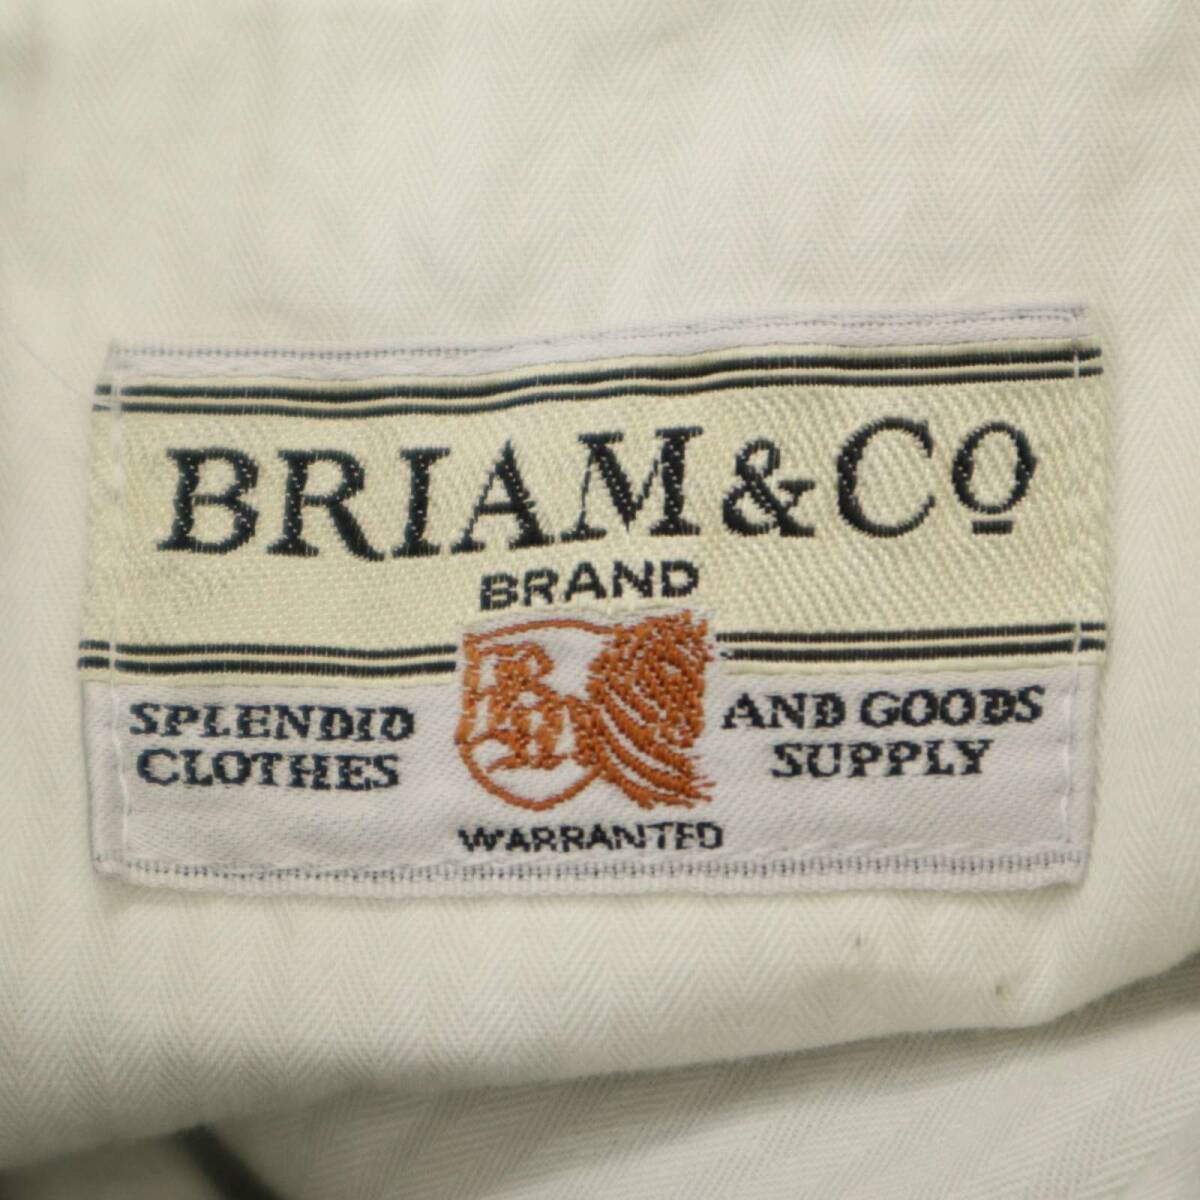 BRIAM & Cº
BRAND
SPLENDID
CLOTHES
AND GOODS
SUPPLY
WARRANTED